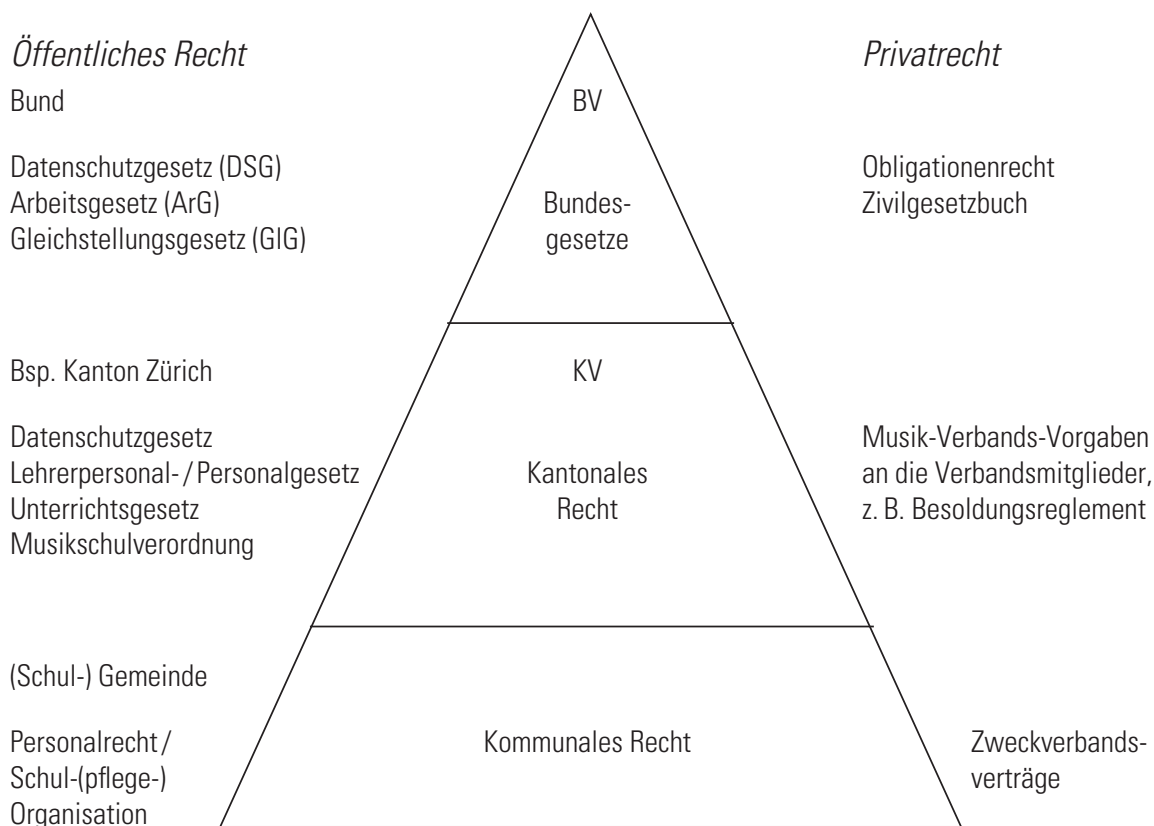 Öffentliches Recht
Privatrecht
Bund
BV
Datenschutzgesetz (DSG)
Arbeitsgesetz (ArG)
Gleichstellungsgesetz (GlG)
Bundes-
gesetze
Obligationenrecht
Zivilgesetzbuch
Bsp. Kanton Zürich
KV
Datenschutzgesetz
Lehrerpersonal- / Personalgesetz
Unterrichtsgesetz
Musikschulverordnung
Kantonales
Recht
Musik-Verbands-Vorgaben
an die Verbandsmitglieder,
z. B. Besoldungsreglement
(Schul-) Gemeinde
Personalrecht /
Schul-(pflege-)
Organisation
Kommunales Recht
Zweckverbands-
verträge